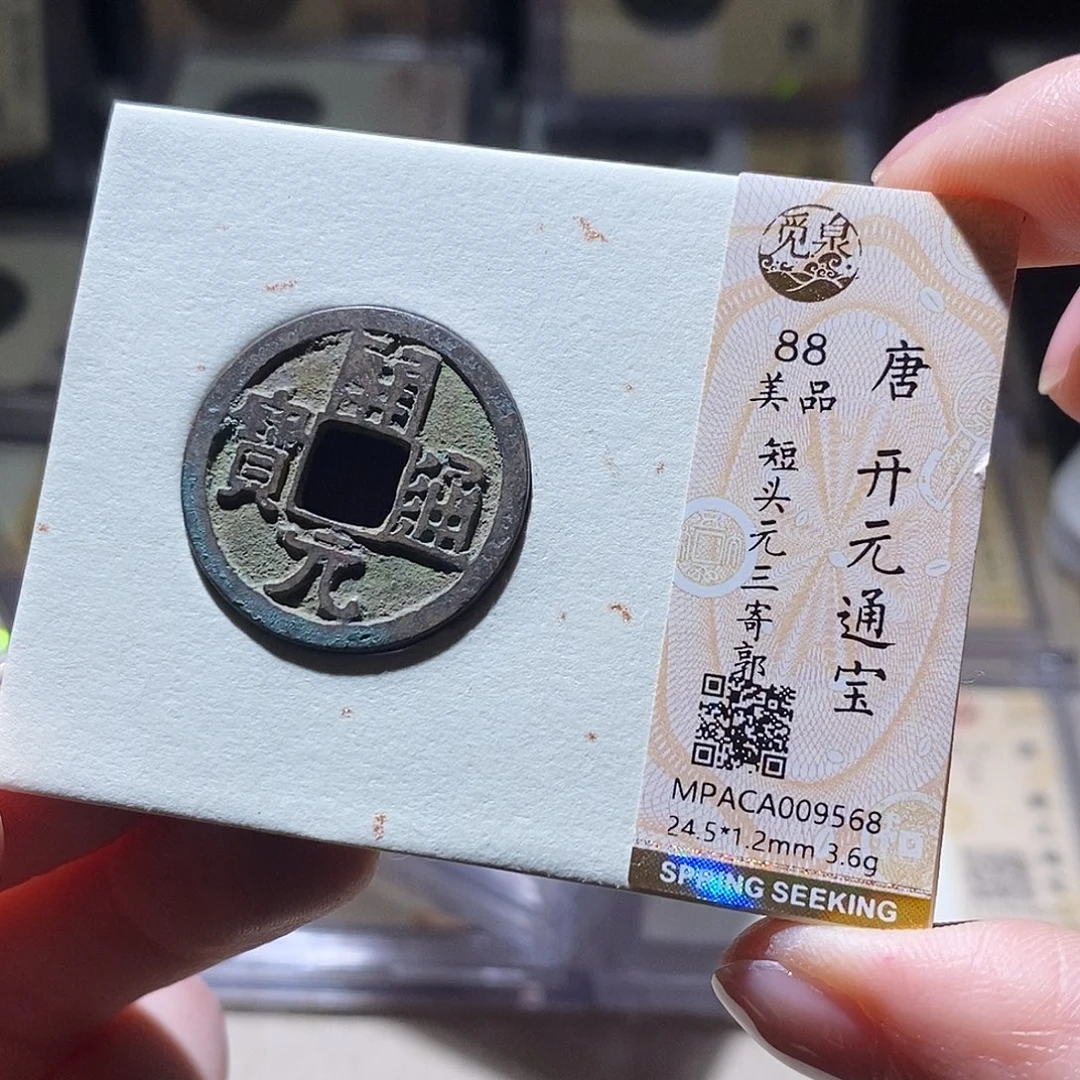 開元通寶
觅泉
唐 开元通宝
88
美品
短头元三寄郭
MPACA009568
24.5*1.2mm 3.6g
SPRING SEEKING